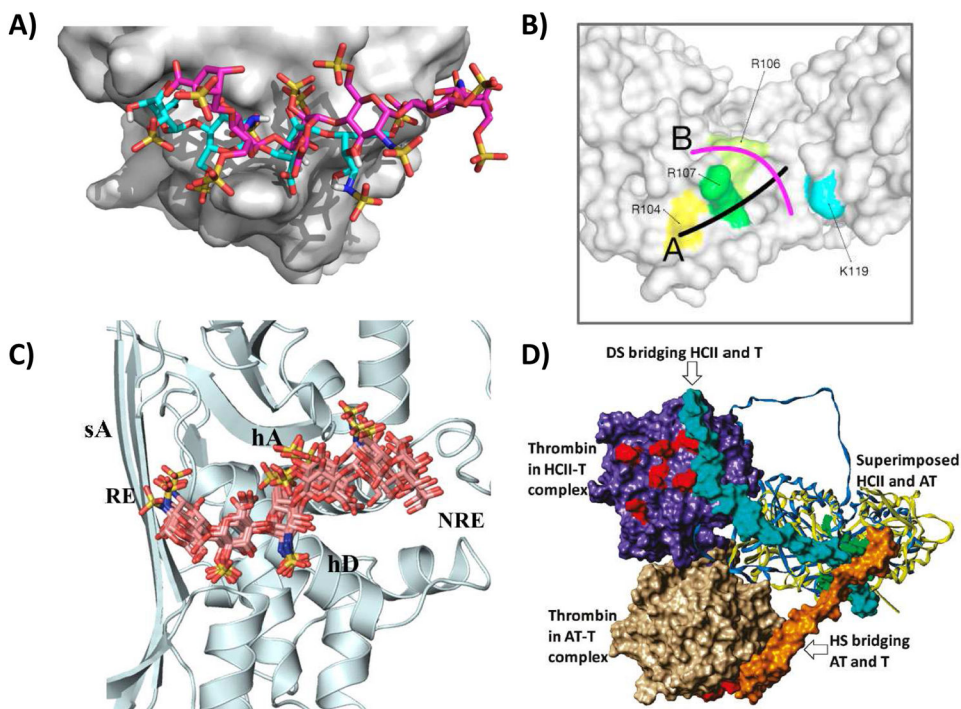 A)
B)
R106
B
R107
R104
A
K119
C)
sA
hA
RE
NRE
hD
D)
DS bridging HCII and T
Thrombin
in HCII-T
complex
Superimposed
HCII and AT
Thrombin
in AT-T
complex
HS bridging
AT and T